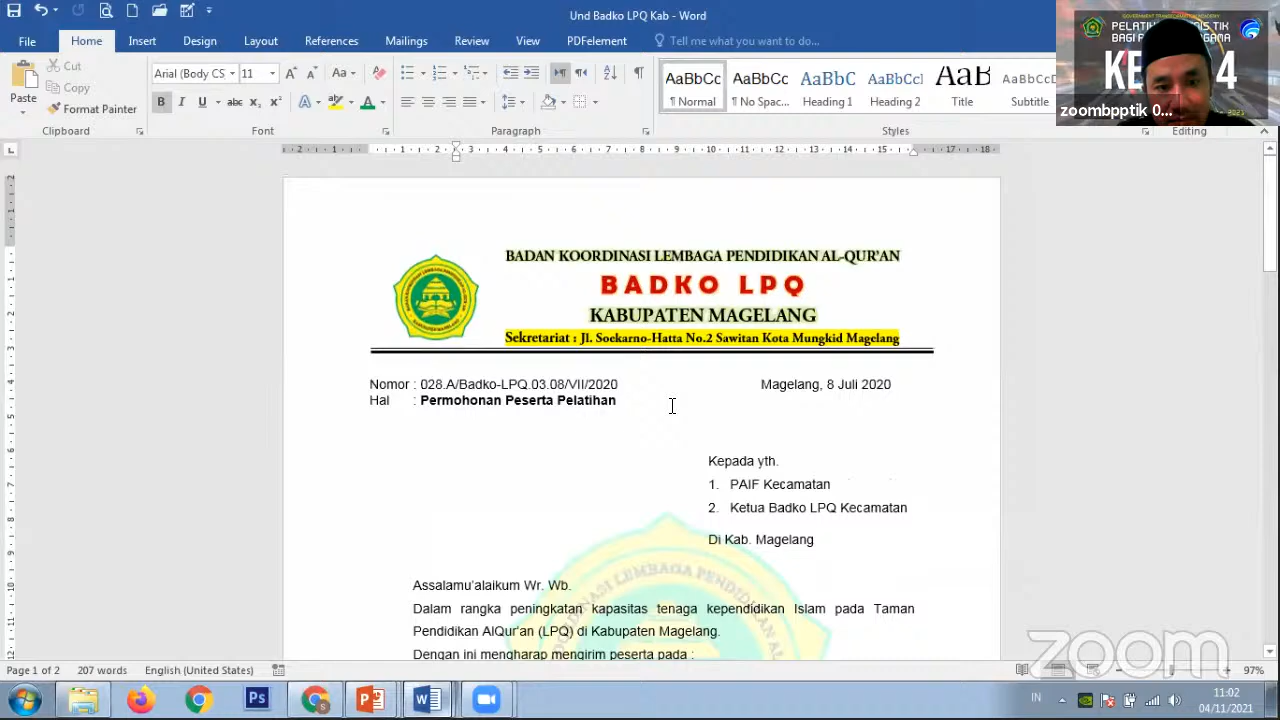 Und Badko LPQ Kab - Word
File Home Insert Design Layout References Mailings Review View PDFelement Tell me what you want to do...
Paste
Cut
Copy
Format Painter
Clipboard
Arial (Body CS 11
Font
Paragraph
AaBbCc AaBbCc AaBbC AaBbCcI AaB AaBbCcD
¶ Normal ¶ No Spac... Heading 1 Heading 2 Title Subtitle
Styles
Editing
GOVERNMENT TRANSFORMATION ACADEMY
zoombpptik 0...
BADAN KOORDINASI LEMBAGA PENDIDIKAN AL-QUR'AN
BADKO LPQ
KABUPATEN MAGELANG
Sekretariat : Jl. Soekarno-Hatta No.2 Sawitan Kota Mungkid Magelang
Nomor : 028.A/Badko-LPQ.03.08/VII/2020 Magelang, 8 Juli 2020
Hal : Permohonan Peserta Pelatihan
Kepada yth.
1. PAIF Kecamatan
2. Ketua Badko LPQ Kecamatan
Di Kab. Magelang
Assalamu'alaikum Wr. Wb.
Dalam rangka peningkatan kapasitas tenaga kependidikan Islam pada Taman
Pendidikan AlQur'an (LPQ) di Kabupaten Magelang.
Dengan ini mengharap mengirim peserta pada :
zoom
Page 1 of 2 207 words English (United States) 97%
IN
11:02
04/11/2021